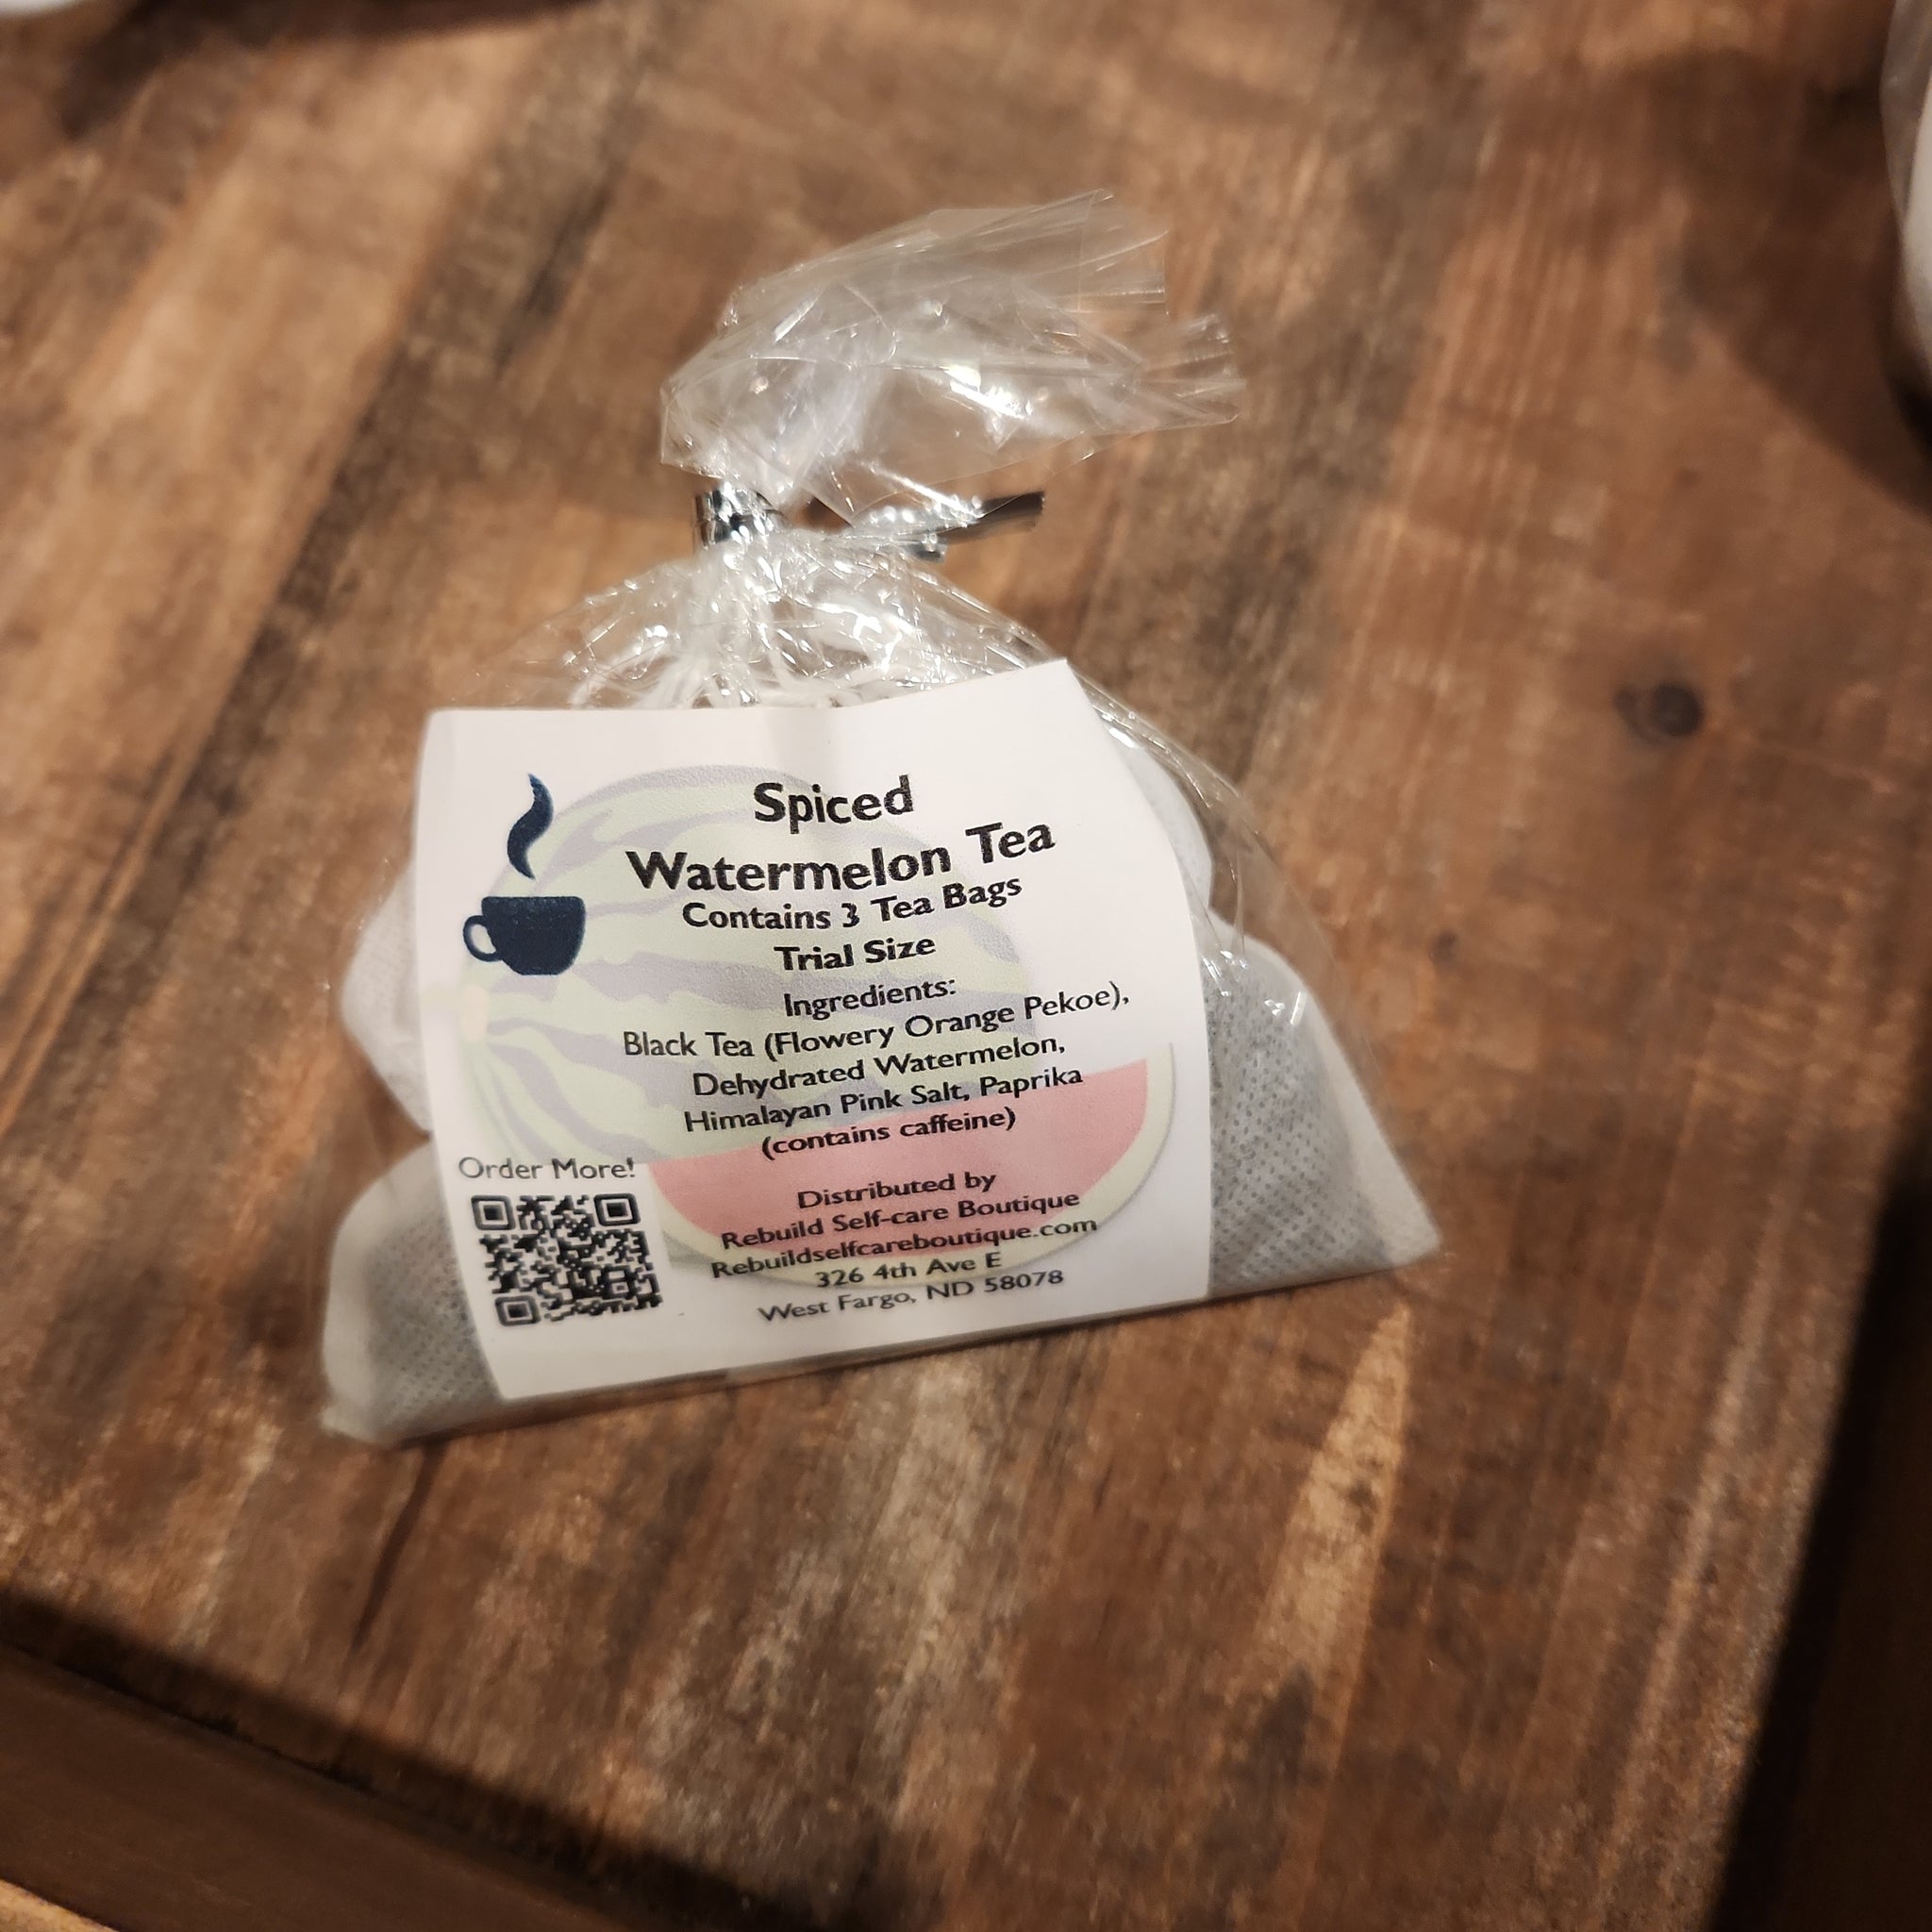 Spiced
Watermelon Tea
Contains 3 Tea Bags
Trial Size
Ingredients:
Black Tea (Flowery Orange Pekoe),
Dehydrated Watermelon,
Himalayan Pink Salt, Paprika
(contains caffeine)
Order More!
Distributed by
Rebuild Self-care Boutique
Rebuildselfcareboutique.com
326 4th Ave E
West Fargo, ND 58078